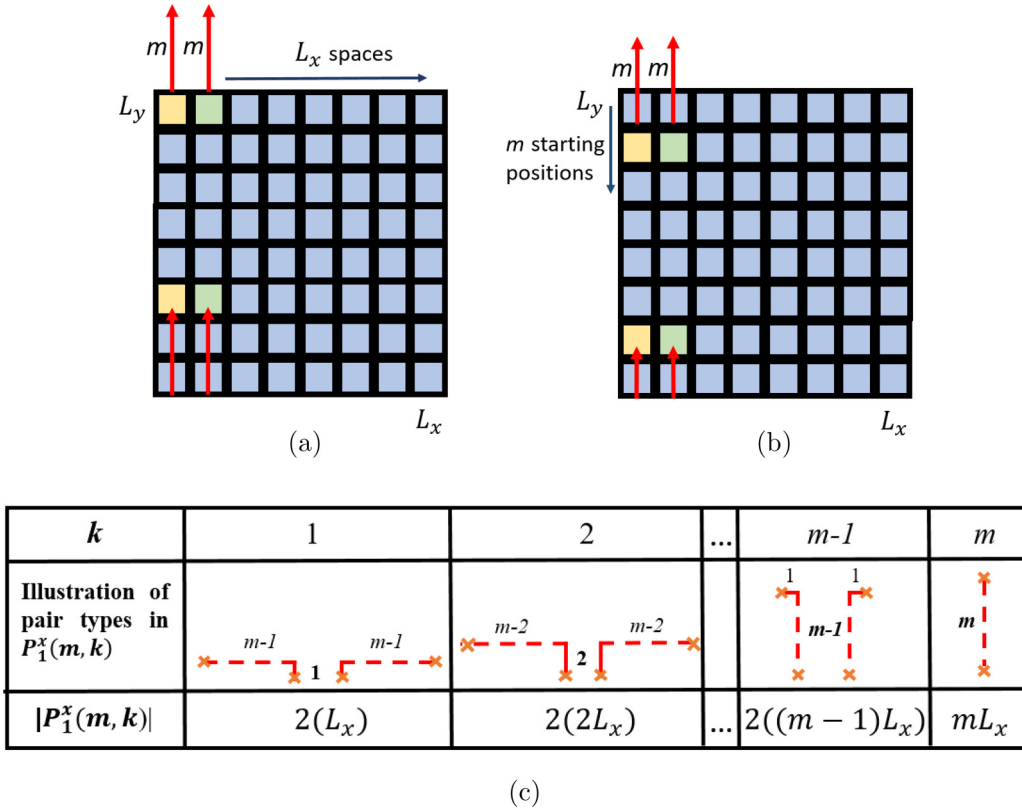 m m
L_x spaces
L_y
L_x
(a)
m m
L_y
m starting
positions
L_x
(b)
k 1 2 ... m-1 m
Illustration of
pair types in
P_1^x(m, k)
m-1 1 m-1
m-2 2 m-2
1 m-1 1
m
|P_1^x(m, k)| 2(L_x) 2(2L_x) ... 2((m − 1)L_x) mL_x
(c)